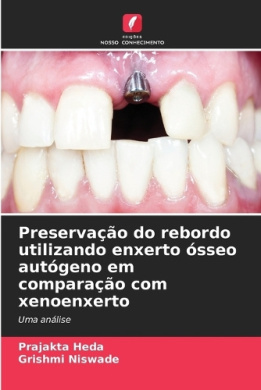 edições
NOSSO CONHECIMENTO
Preservação do rebordo
utilizando enxerto ósseo
autógeno em
comparação com
xenoenxerto
Uma análise
Prajakta Heda
Grishmi Niswade